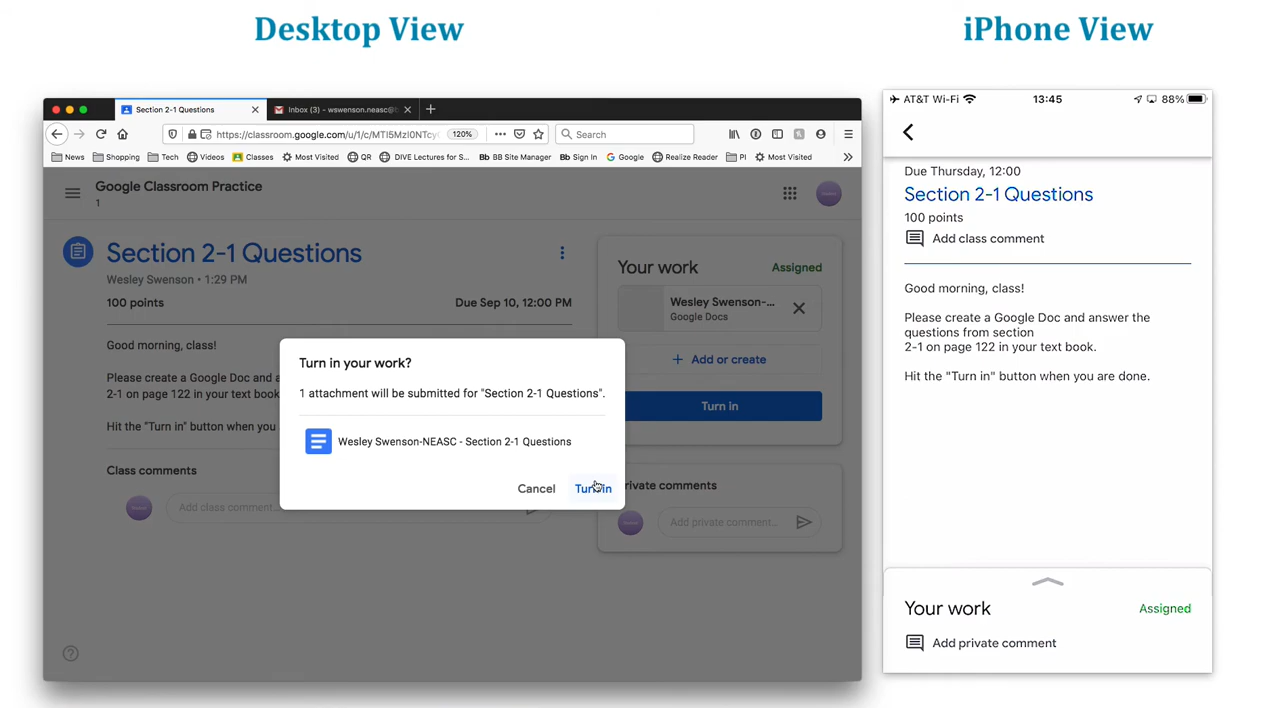 Desktop View
iPhone View
Section 2-1 Questions
Inbox (3) - wswenson.neasc@
https://classroom.google.com/u/1/c/MTI5MzI0NTcy
120%
Search
News Shopping Tech Videos Classes Most Visited QR DIVE Lectures for S... Bb BB Site Manager Bb Sign In Google Realize Reader PI Most Visited
Google Classroom Practice
1
Section 2-1 Questions
Wesley Swenson • 1:29 PM
100 points
Due Sep 10, 12:00 PM
Good morning, class!
Please create a Google Doc and a
2-1 on page 122 in your text book
Hit the "Turn in" button when you
Class comments
Add class comment...
Your work
Assigned
Wesley Swenson-...
Google Docs
+ Add or create
Turn in
rivate comments
Add private comment...
Turn in your work?
1 attachment will be submitted for "Section 2-1 Questions".
Wesley Swenson-NEASC - Section 2-1 Questions
Cancel
Turn in
AT&T Wi-Fi
13:45
88%
Due Thursday, 12:00
Section 2-1 Questions
100 points
Add class comment
Good morning, class!
Please create a Google Doc and answer the
questions from section
2-1 on page 122 in your text book.
Hit the "Turn in" button when you are done.
Your work
Assigned
Add private comment